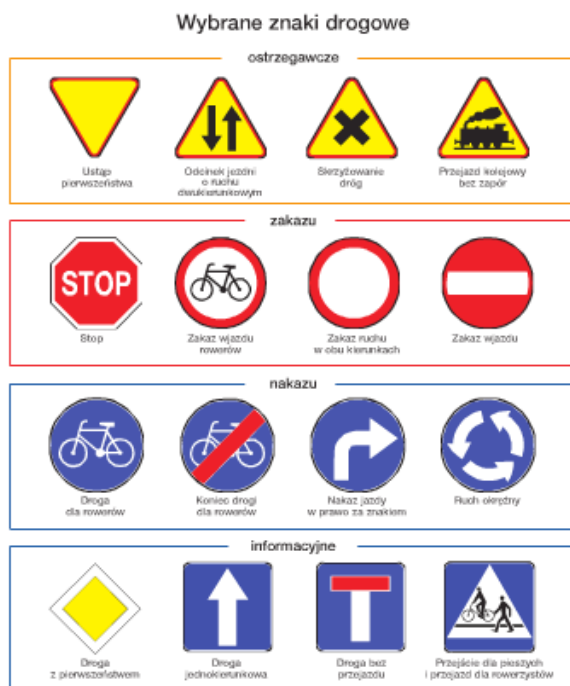 Wybrane znaki drogowe
ostrzegawcze
Ustąp
pierwszeństwa
Odcinek jezdni
o ruchu
dwukierunkowym
Skrzyżowanie
dróg
Przejazd kolejowy
bez zapór
zakazu
STOP
Stop
Zakaz wjazdu
rowerów
Zakaz ruchu
w obu kierunkach
Zakaz wjazdu
nakazu
Droga
dla rowerów
Koniec drogi
dla rowerów
Nakaz jazdy
w prawo za znakiem
Ruch okrężny
informacyjne
Droga
z pierwszeństwem
Droga
jednokierunkowa
Droga bez
przejazdu
Przejście dla pieszych
i przejazd dla rowerzystów